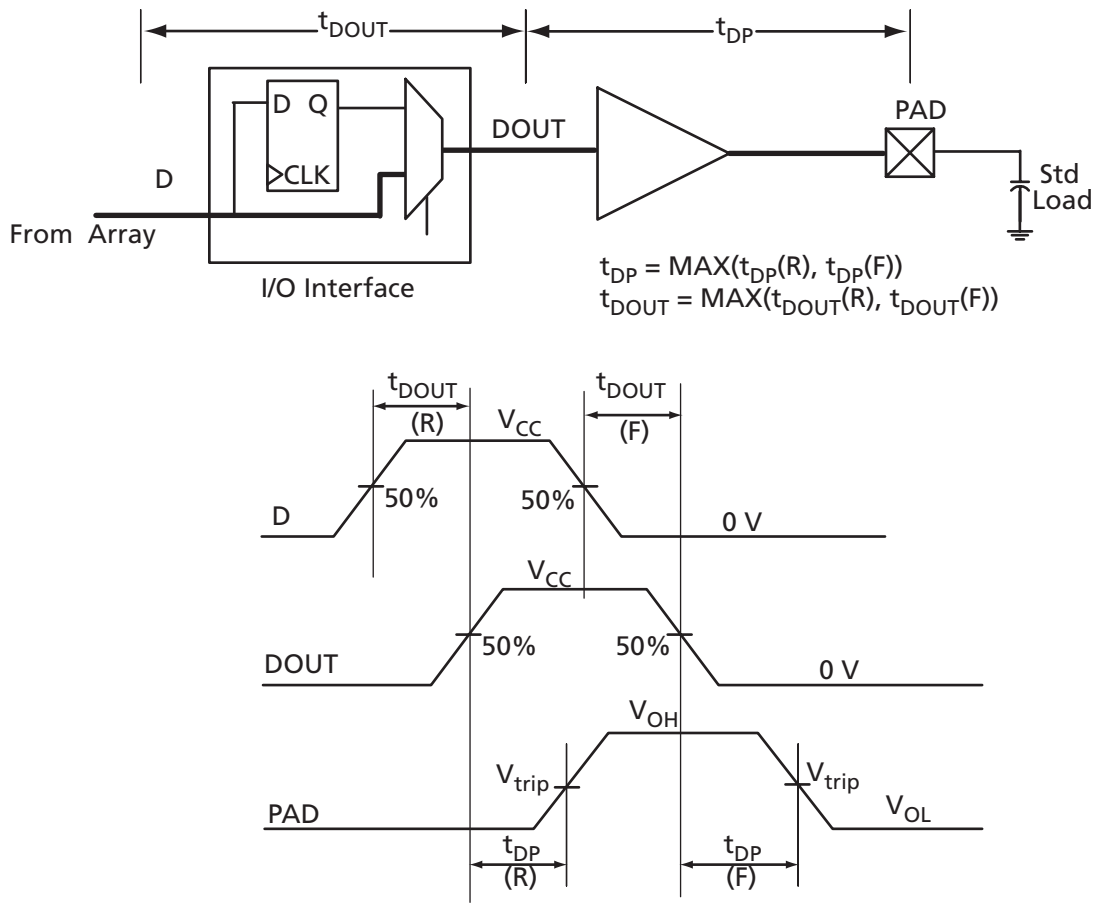 tDOUT
tDP
D Q
CLK
DOUT
PAD
D
From Array
Std
Load
I/O Interface
tDP = MAX(tDP(R), tDP(F))
tDOUT = MAX(tDOUT(R), tDOUT(F))
tDOUT
(R)
tDOUT
(F)
VCC
50%
50%
D
0 V
VCC
50%
50%
DOUT
0 V
VOH
Vtrip
Vtrip
PAD
VOL
tDP
(R)
tDP
(F)